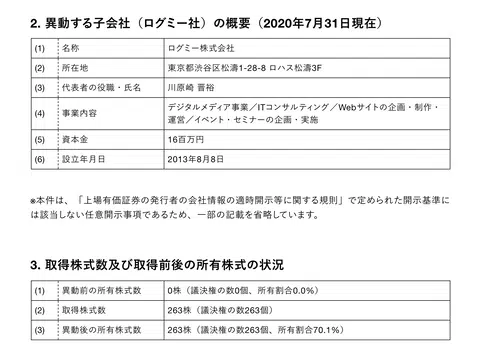 2. 異動する子会社（ログミー社）の概要（2020年7月31日現在）
(1) 名称 ログミー株式会社
(2) 所在地 東京都渋谷区松濤1-28-8 ロハス松濤3F
(3) 代表者の役職・氏名 川原崎 晋裕
(4) 事業内容 デジタルメディア事業／ITコンサルティング／Webサイトの企画・制作・
運営／イベント・セミナーの企画・実施
(5) 資本金 16百万円
(6) 設立年月日 2013年8月8日
※本件は、「上場有価証券の発行者の会社情報の適時開示等に関する規則」で定められた開示基準に
は該当しない任意開示事項であるため、一部の記載を省略しています。
3. 取得株式数及び取得前後の所有株式の状況
(1) 異動前の所有株式数 0株（議決権の数0個、所有割合0.0%）
(2) 取得株式数 263株（議決権の数263個）
(3) 異動後の所有株式数 263株（議決権の数263個、所有割合70.1%）